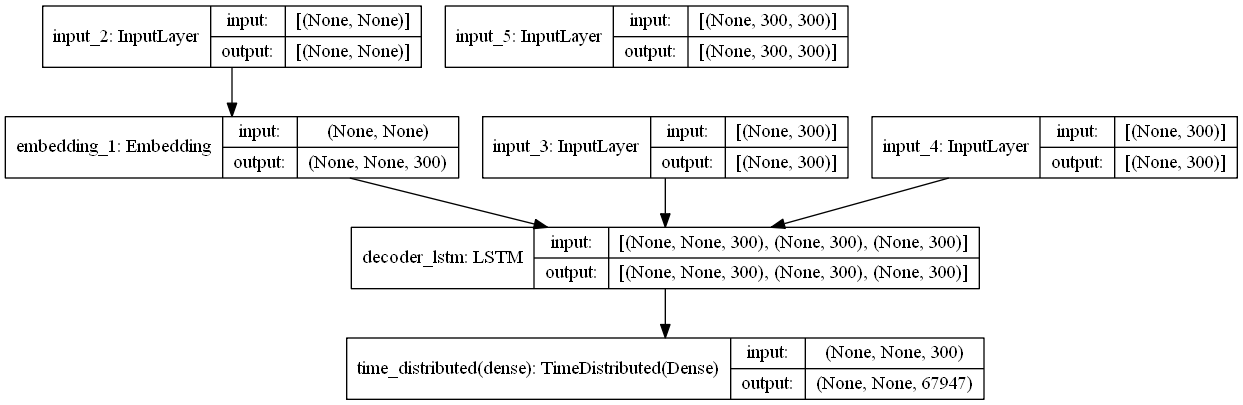 input_2: InputLayer
input: [(None, None)]
output: [(None, None)]
input_5: InputLayer
input: [(None, 300, 300)]
output: [(None, 300, 300)]
embedding_1: Embedding
input: (None, None)
output: (None, None, 300)
input_3: InputLayer
input: [(None, 300)]
output: [(None, 300)]
input_4: InputLayer
input: [(None, 300)]
output: [(None, 300)]
decoder_lstm: LSTM
input: [(None, None, 300), (None, 300), (None, 300)]
output: [(None, None, 300), (None, 300), (None, 300)]
time_distributed(dense): TimeDistributed(Dense)
input: (None, None, 300)
output: (None, None, 67947)